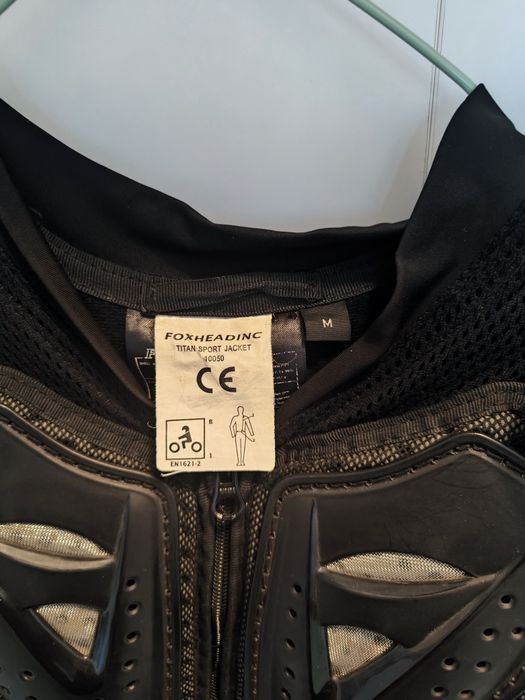 M
FOXHEADINC
TITAN SPORT JACKET
10050
CE
B
1
EN1621-2